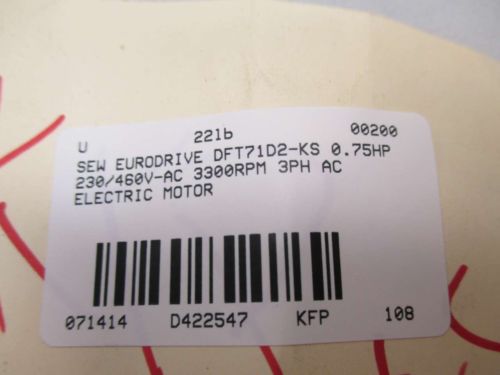 U 22lb 00200
SEW EURODRIVE DFT71D2-KS 0.75HP
230/460V-AC 3300RPM 3PH AC
ELECTRIC MOTOR
071414 D422547 KFP 108